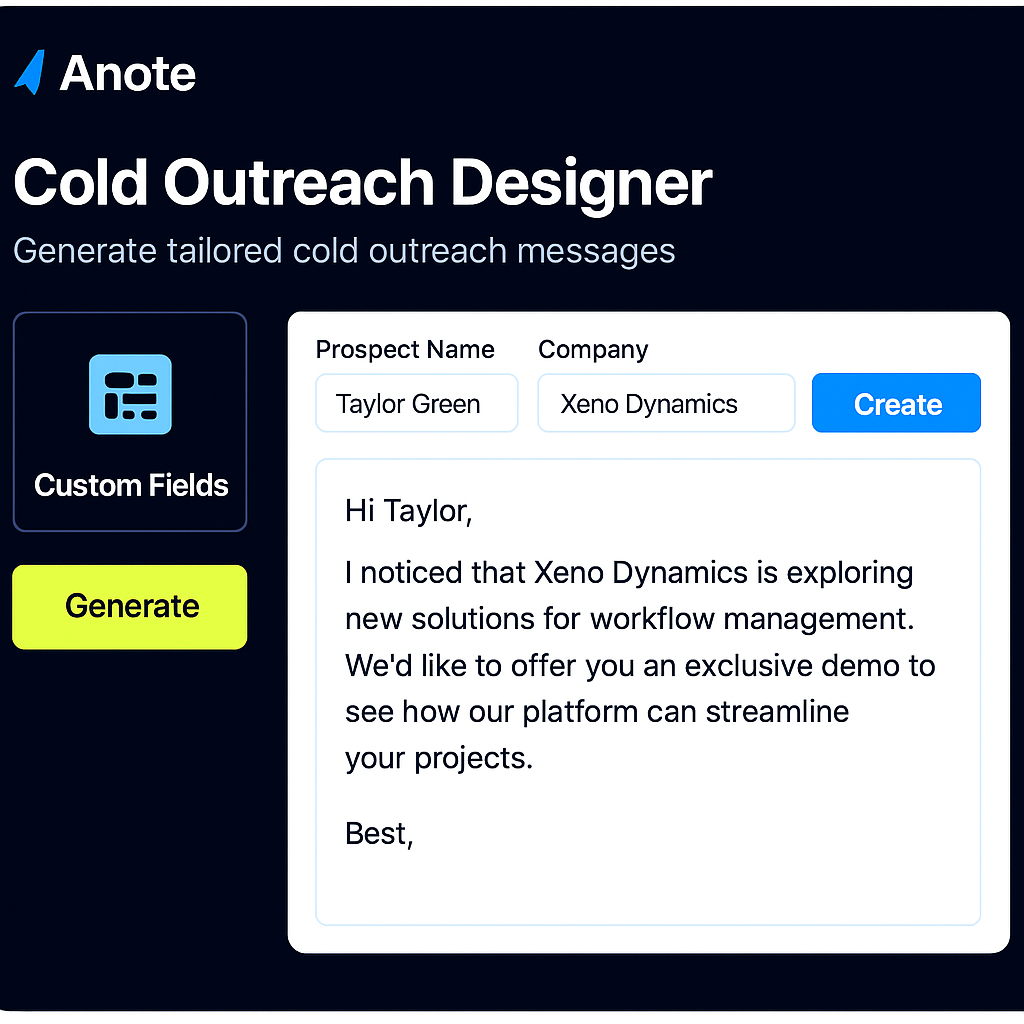 Anote
Cold Outreach Designer
Generate tailored cold outreach messages
Custom Fields
Generate
Prospect Name
Company
Taylor Green
Xeno Dynamics
Create
Hi Taylor,
I noticed that Xeno Dynamics is exploring
new solutions for workflow management.
We'd like to offer you an exclusive demo to
see how our platform can streamline
your projects.
Best,